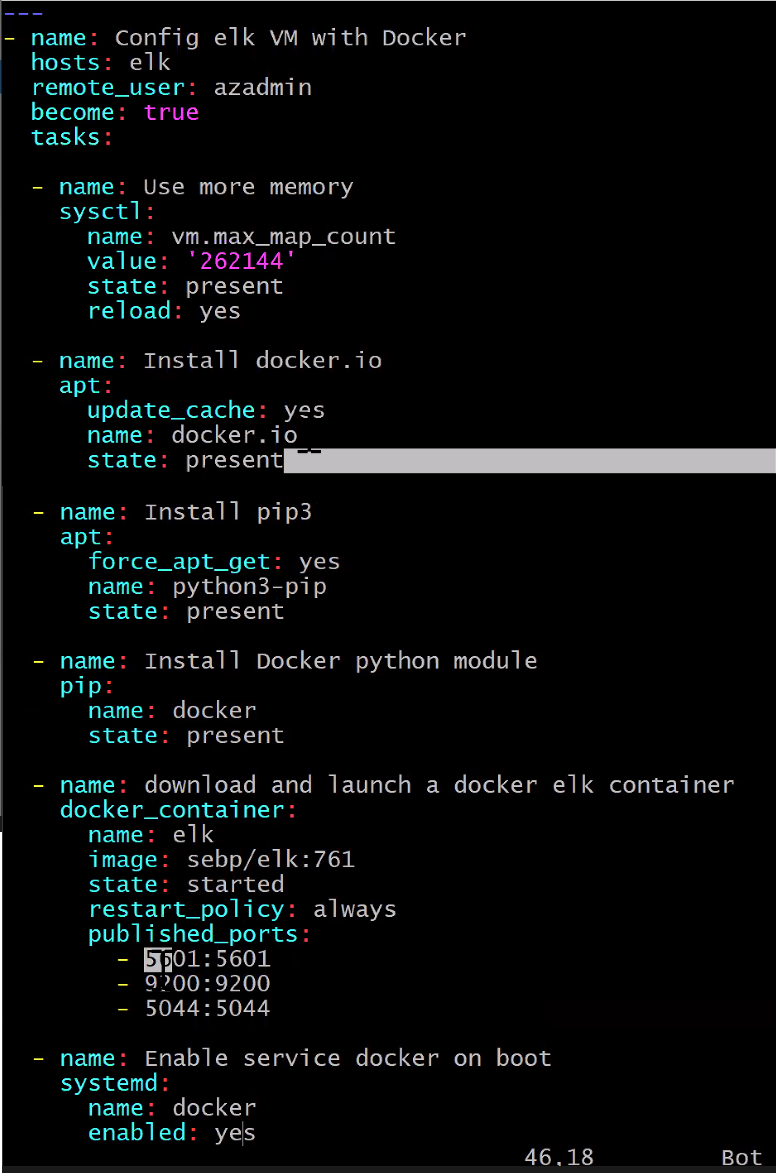 ---
- name: Config elk VM with Docker
  hosts: elk
  remote_user: azadmin
  become: true
  tasks:

  - name: Use more memory
    sysctl:
      name: vm.max_map_count
      value: '262144'
      state: present
      reload: yes

  - name: Install docker.io
    apt:
      update_cache: yes
      name: docker.io
      state: present

  - name: Install pip3
    apt:
      force_apt_get: yes
      name: python3-pip
      state: present

  - name: Install Docker python module
    pip:
      name: docker
      state: present

  - name: download and launch a docker elk container
    docker_container:
      name: elk
      image: sebp/elk:761
      state: started
      restart_policy: always
      published_ports:
        - 5601:5601
        - 9200:9200
        - 5044:5044

  - name: Enable service docker on boot
    systemd:
      name: docker
      enabled: yes
46,18 Bot